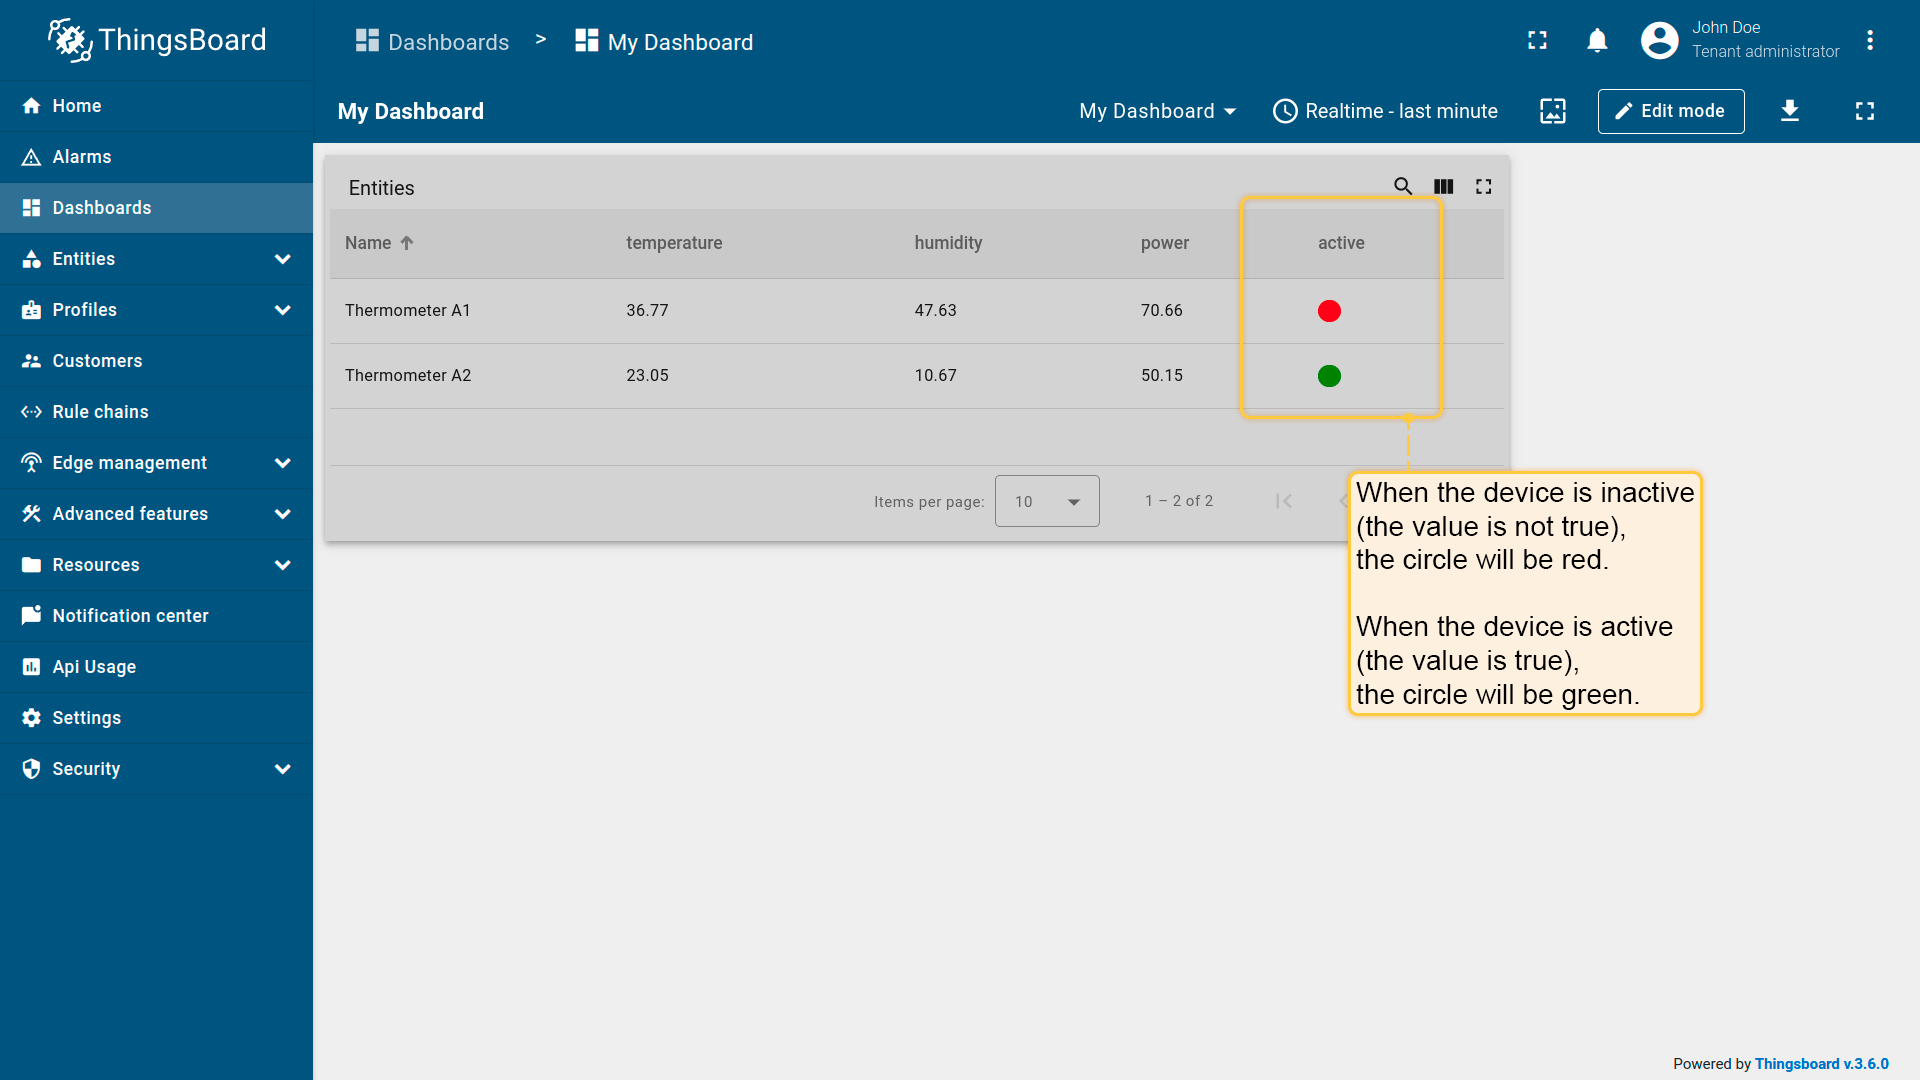 ThingsBoard
Dashboards > My Dashboard
John Doe
Tenant administrator
My Dashboard
My Dashboard
Realtime - last minute
Edit mode
Home
Alarms
Dashboards
Entities
Profiles
Customers
Rule chains
Edge management
Advanced features
Resources
Notification center
Api Usage
Settings
Security
Entities
Name temperature humidity power active
Thermometer A1 36.77 47.63 70.66
Thermometer A2 23.05 10.67 50.15
Items per page: 10 1 – 2 of 2
When the device is inactive
(the value is not true),
the circle will be red.
When the device is active
(the value is true),
the circle will be green.
Powered by Thingsboard v.3.6.0